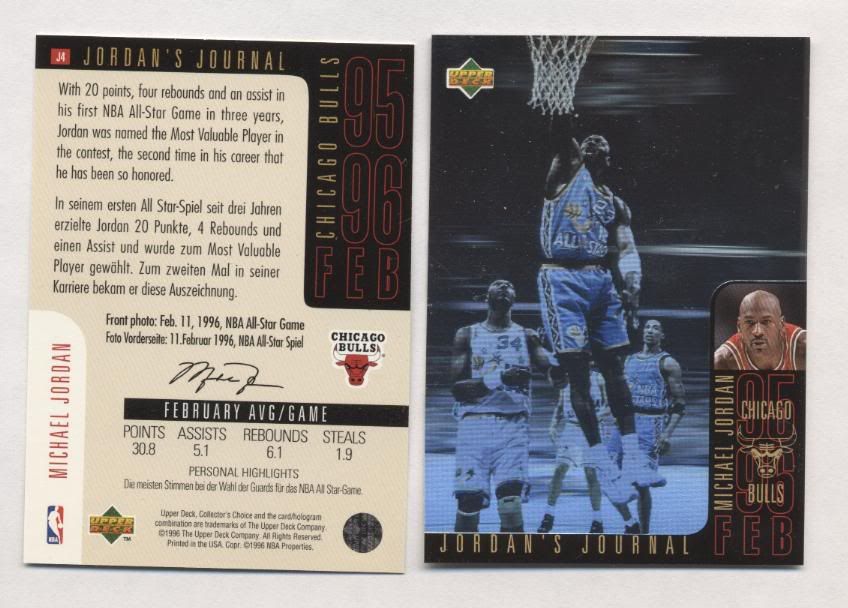 J4 JORDAN'S JOURNAL
With 20 points, four rebounds and an assist in
his first NBA All-Star Game in three years,
Jordan was named the Most Valuable Player in
the contest, the second time in his career that
he has been so honored.
In seinem ersten All Star-Spiel seit drei Jahren
erzielte Jordan 20 Punkte, 4 Rebounds und
einen Assist und wurde zum Most Valuable
Player gewählt. Zum zweiten Mal in seiner
Karriere bekam er diese Auszeichnung.
CHICAGO BULLS
95
96
FEB
Front photo: Feb. 11, 1996, NBA All-Star Game
Foto Vorderseite: 11.Februar 1996, NBA All-Star Spiel
CHICAGO
BULLS
MICHAEL JORDAN
FEBRUARY AVG/GAME
POINTS ASSISTS REBOUNDS STEALS
30.8 5.1 6.1 1.9
PERSONAL HIGHLIGHTS
Die meisten Stimmen bei der Wahl der Guards für das NBA All Star-Game.
NBA
UPPER
DECK
TM
Upper Deck, Collector's Choice and the card/hologram
combination are trademarks of The Upper Deck Company.
©1996 The Upper Deck Company. All Rights Reserved.
Printed in the USA. Copr. ©1996 NBA Properties.
UPPER
DECK
23
ALL-STARS
34
NBA
STARS
MICHAEL JORDAN
95
CHICAGO
96
BULLS
FEB
JORDAN'S JOURNAL